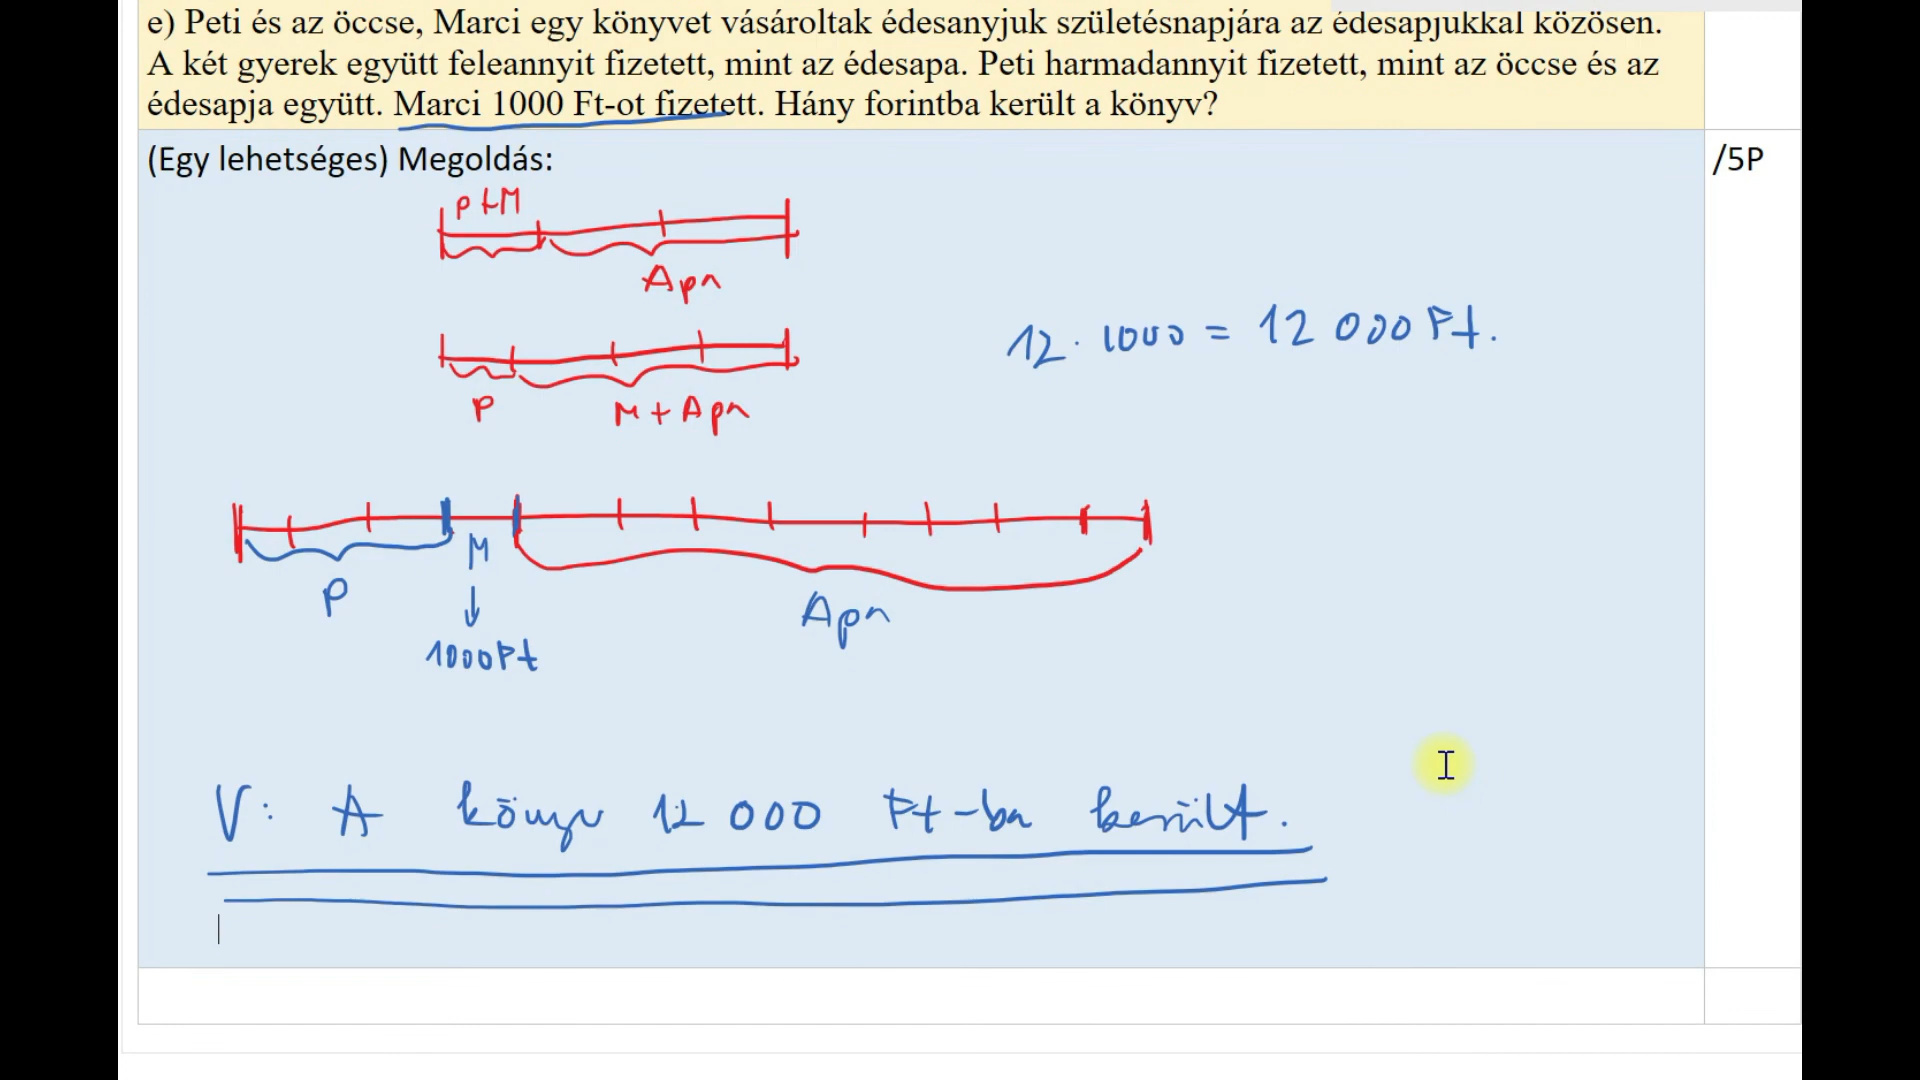 e) Peti és az öccse, Marci egy könyvet vásároltak édesanyjuk születésnapjára az édesapjukkal közösen.
A két gyerek együtt feleannyit fizetett, mint az édesapa. Peti harmadannyit fizetett, mint az öccse és az
édesapja együtt. Marci 1000 Ft-ot fizetett. Hány forintba került a könyv?
(Egy lehetséges) Megoldás:
/5P
P+M
Apa
12 · 1000 = 12 000 Ft.
P
M + Apa
M
P
Apa
1000 Ft
V: A könyv 12 000 Ft-ba került.